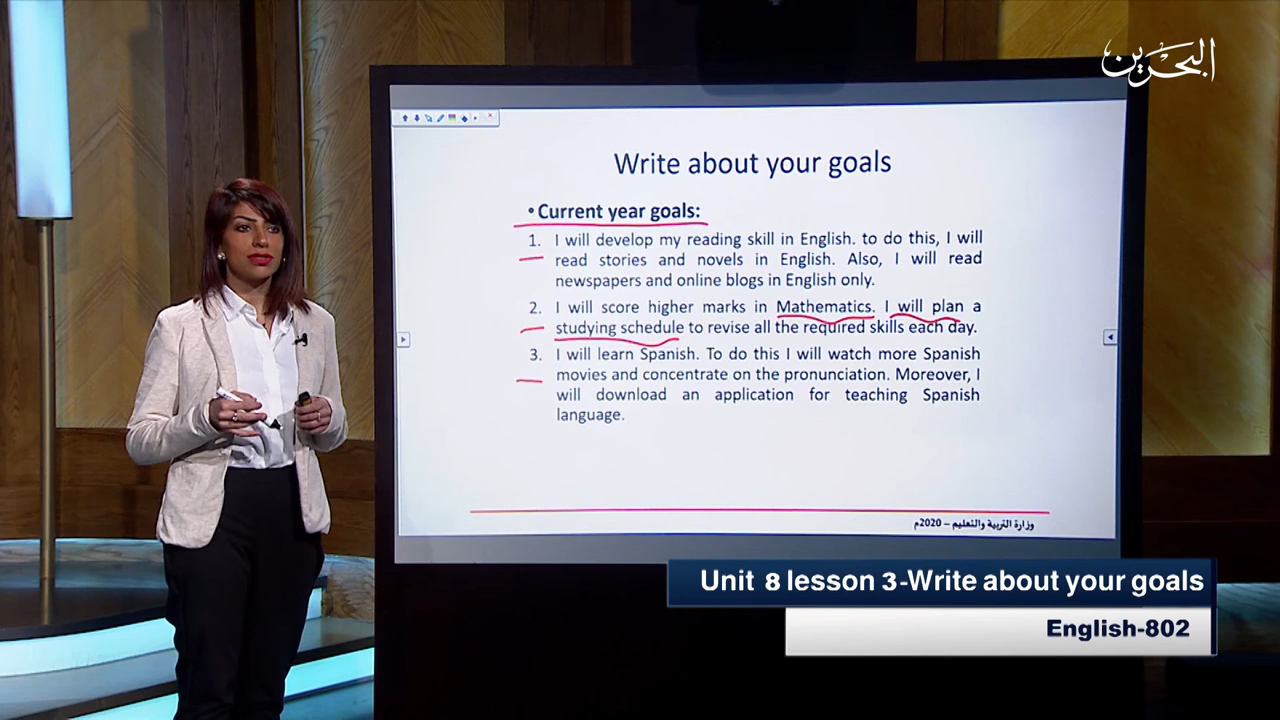 البحرين
Write about your goals
• Current year goals:
1. I will develop my reading skill in English. to do this, I will
read stories and novels in English. Also, I will read
newspapers and online blogs in English only.
2. I will score higher marks in Mathematics. I will plan a
studying schedule to revise all the required skills each day.
3. I will learn Spanish. To do this I will watch more Spanish
movies and concentrate on the pronunciation. Moreover, I
will download an application for teaching Spanish
language.
وزارة التربية والتعليم – 2020م
Unit 8 lesson 3-Write about your goals
English-802